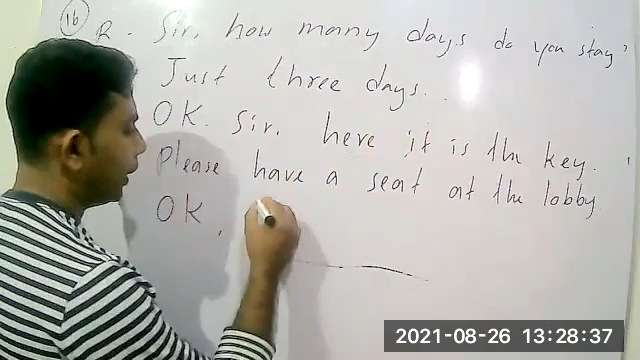 16
R. Sir, how many days do you stay?
Just three days..
OK. Sir, here it is the key.
Please have a seat at the lobby
OK,
2021-08-26 13:28:37